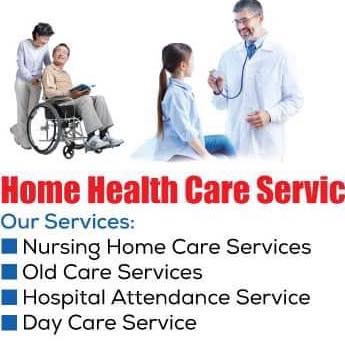 Home Health Care Servic
Our Services:
Nursing Home Care Services
Old Care Services
Hospital Attendance Service
Day Care Service